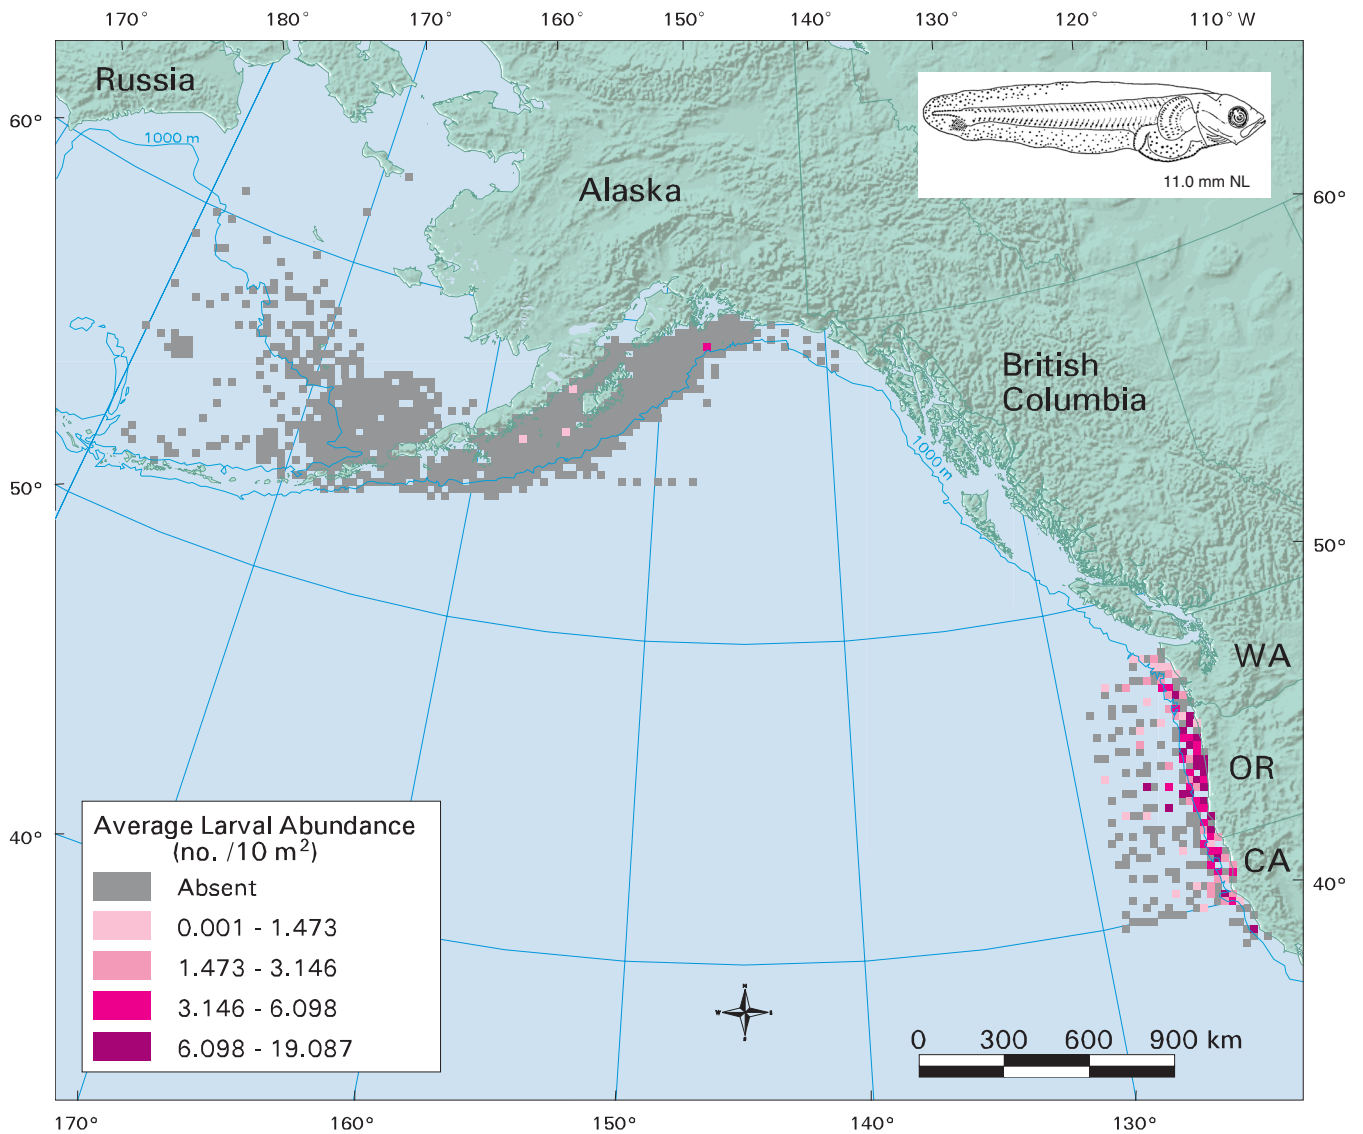 170° 180° 170° 160° 150° 140° 130° 120° 110° W
Russia
60°
1000 m
Alaska
11.0 mm NL
60°
British
Columbia
1000 m
50°
50°
WA
OR
CA
40°
40°
Average Larval Abundance
(no. /10 m²)
Absent
0.001 - 1.473
1.473 - 3.146
3.146 - 6.098
6.098 - 19.087
0 300 600 900 km
170° 160° 150° 140° 130°